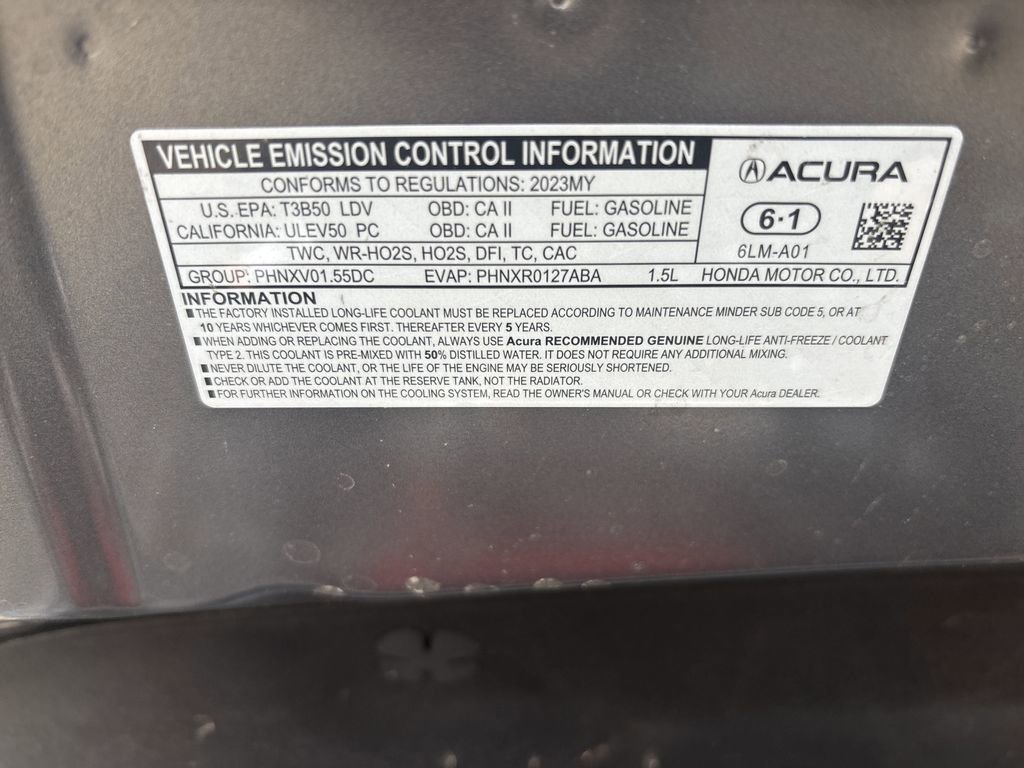 VEHICLE EMISSION CONTROL INFORMATION
ACURA
CONFORMS TO REGULATIONS: 2023MY
U.S. EPA: T3B50 LDV OBD: CA II FUEL: GASOLINE
CALIFORNIA: ULEV50 PC OBD: CA II FUEL: GASOLINE
6·1
TWC, WR-HO2S, HO2S, DFI, TC, CAC
6LM-A01
GROUP: PHNXV01.55DC EVAP: PHNXR0127ABA 1.5L HONDA MOTOR CO., LTD.
INFORMATION
■ THE FACTORY INSTALLED LONG-LIFE COOLANT MUST BE REPLACED ACCORDING TO MAINTENANCE MINDER SUB CODE 5, OR AT
10 YEARS WHICHEVER COMES FIRST. THEREAFTER EVERY 5 YEARS.
■ WHEN ADDING OR REPLACING THE COOLANT, ALWAYS USE Acura RECOMMENDED GENUINE LONG-LIFE ANTI-FREEZE / COOLANT
TYPE 2. THIS COOLANT IS PRE-MIXED WITH 50% DISTILLED WATER. IT DOES NOT REQUIRE ANY ADDITIONAL MIXING.
■ NEVER DILUTE THE COOLANT, OR THE LIFE OF THE ENGINE MAY BE SERIOUSLY SHORTENED.
■ CHECK OR ADD THE COOLANT AT THE RESERVE TANK, NOT THE RADIATOR.
■ FOR FURTHER INFORMATION ON THE COOLING SYSTEM, READ THE OWNER'S MANUAL OR CHECK WITH YOUR Acura DEALER.